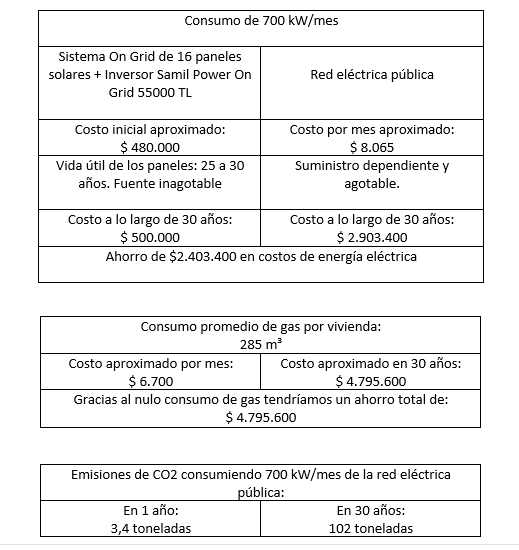 Consumo de 700 kW/mes
Sistema On Grid de 16 paneles
solares + Inversor Samil Power On
Grid 55000 TL
Red eléctrica pública
Costo inicial aproximado:
$ 480.000
Costo por mes aproximado:
$ 8.065
Vida útil de los paneles: 25 a 30
años. Fuente inagotable
Suministro dependiente y
agotable.
Costo a lo largo de 30 años:
$ 500.000
Costo a lo largo de 30 años:
$ 2.903.400
Ahorro de $2.403.400 en costos de energía eléctrica
Consumo promedio de gas por vivienda:
285 m³
Costo aproximado por mes:
$ 6.700
Costo aproximado en 30 años:
$ 4.795.600
Gracias al nulo consumo de gas tendríamos un ahorro total de:
$ 4.795.600
Emisiones de CO2 consumiendo 700 kW/mes de la red eléctrica
pública:
En 1 año:
3,4 toneladas
En 30 años:
102 toneladas